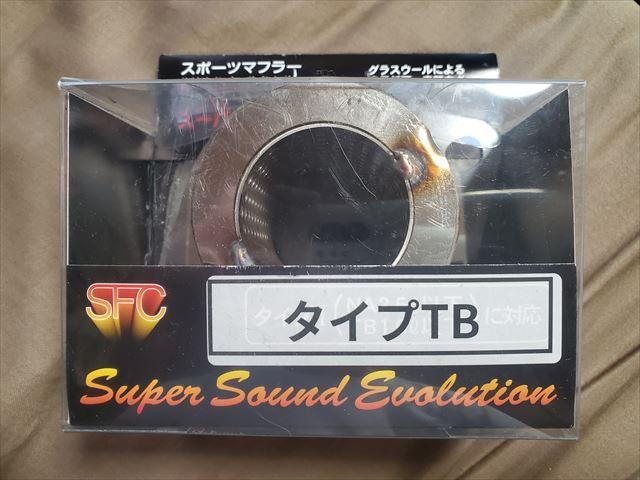 スポーツマフラー
グラスウールによる
SFC
タイプTB
に対応
Super Sound Evolution